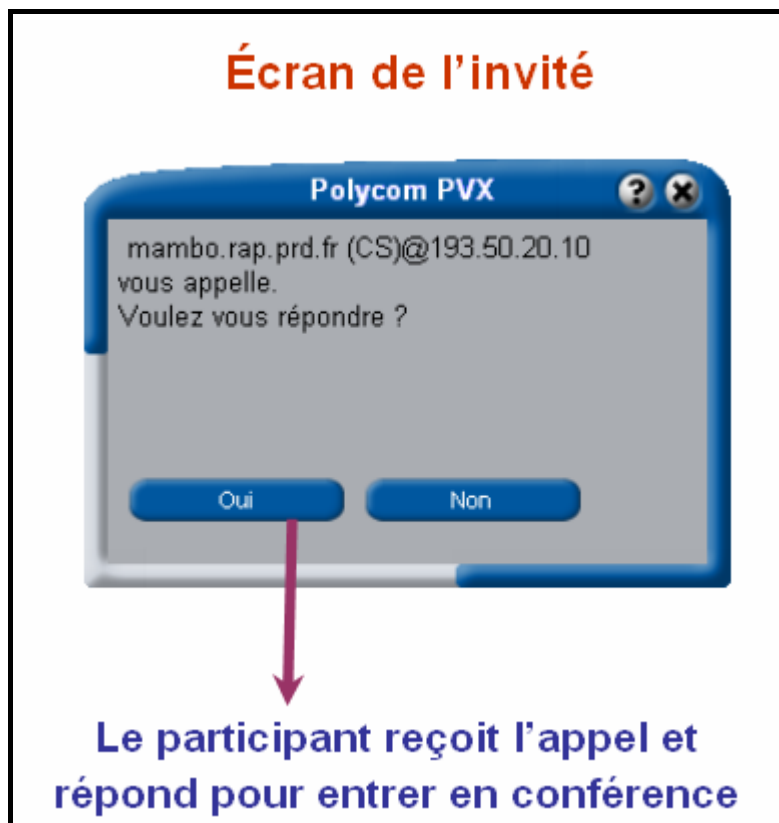 Écran de l'invité
Polycom PVX
mambo.rap.prd.fr (CS)@193.50.20.10
vous appelle.
Voulez vous répondre ?
Oui
Non
Le participant reçoit l'appel et
répond pour entrer en conférence